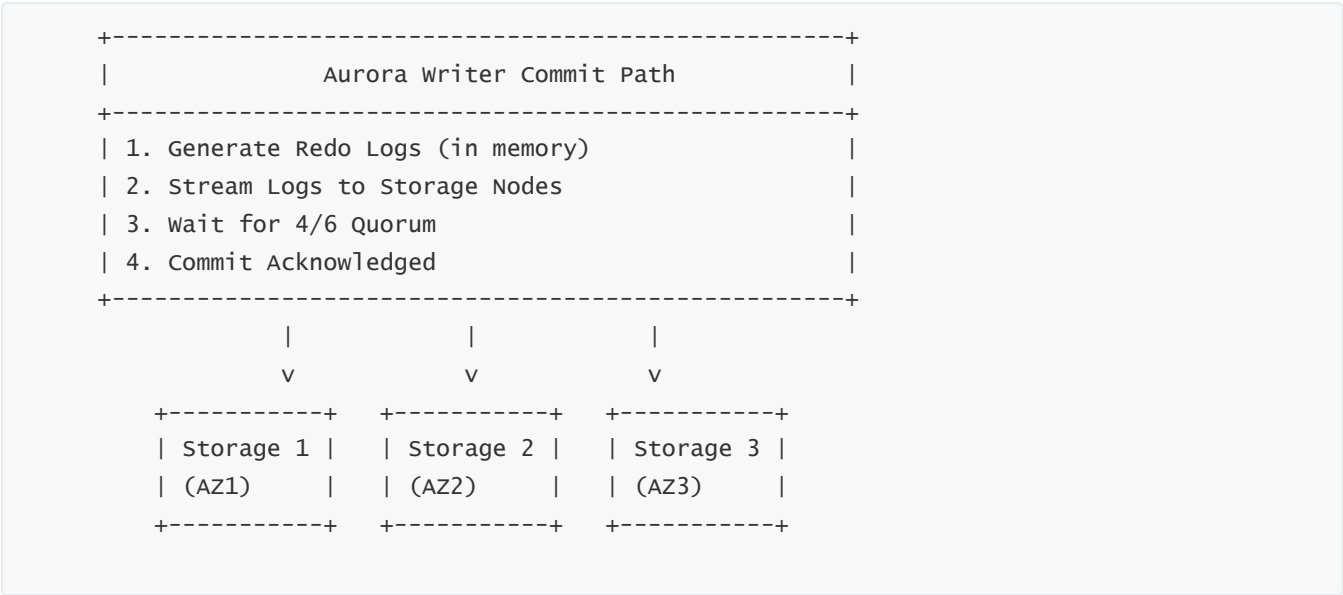 +----------------------------------------------------+
|               Aurora Writer Commit Path            |
+----------------------------------------------------+
| 1. Generate Redo Logs (in memory)                  |
| 2. Stream Logs to Storage Nodes                    |
| 3. Wait for 4/6 Quorum                             |
| 4. Commit Acknowledged                             |
+----------------------------------------------------+
             |            |            |
             v            v            v
    +-----------+   +-----------+   +-----------+
    | Storage 1 |   | Storage 2 |   | Storage 3 |
    | (AZ1)     |   | (AZ2)     |   | (AZ3)     |
    +-----------+   +-----------+   +-----------+